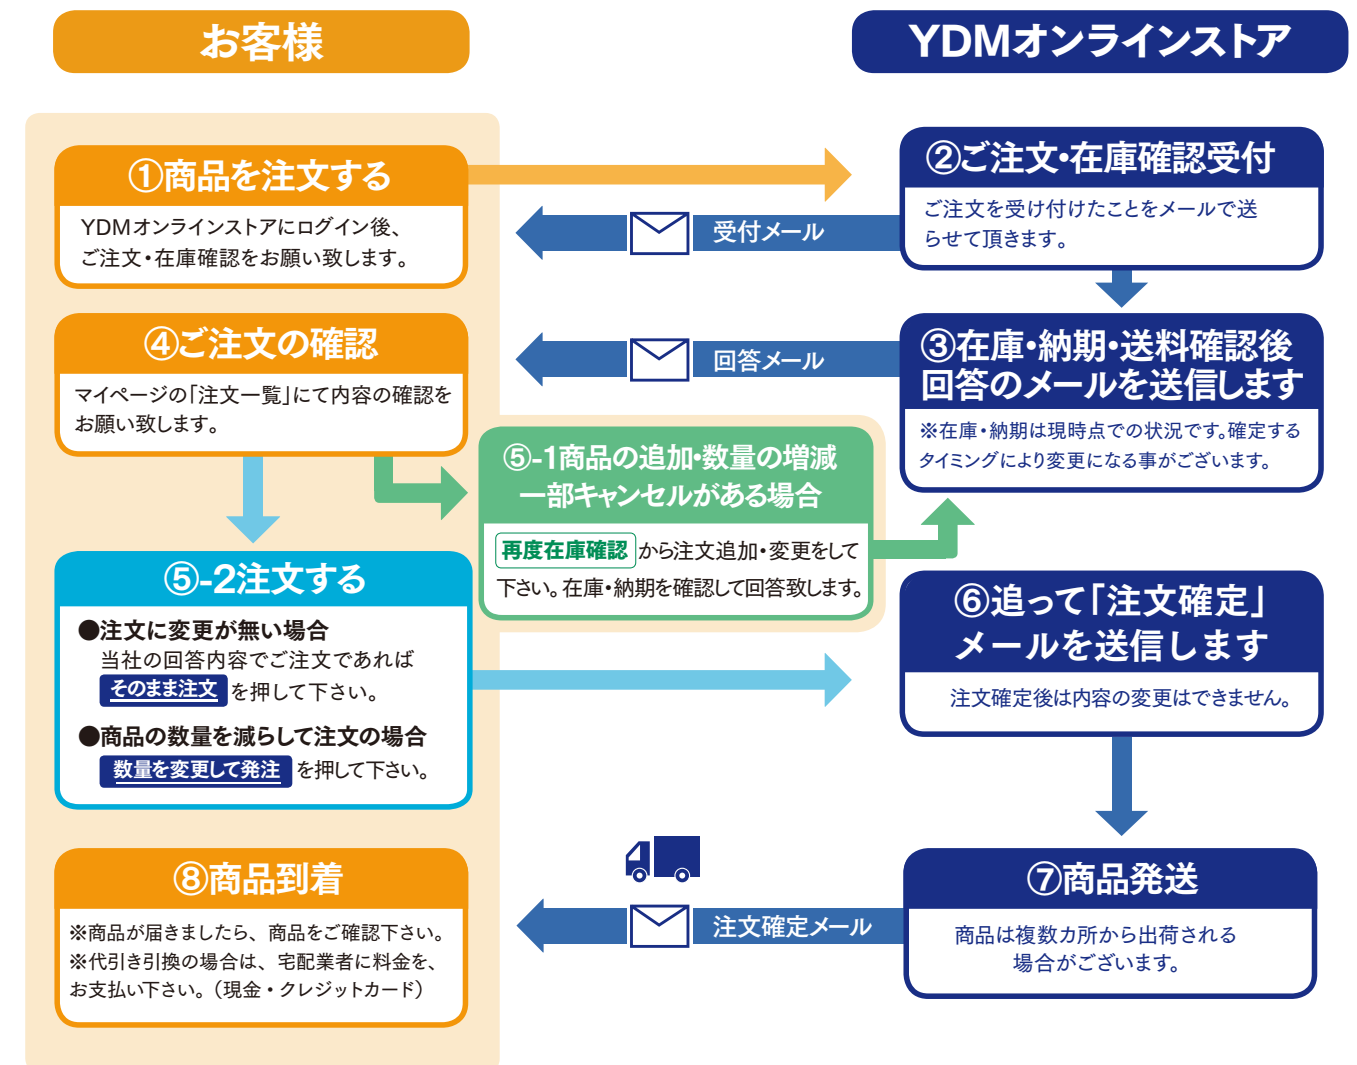 お客様
YDMオンラインストア
①商品を注文する
YDMオンラインストアにログイン後、
ご注文・在庫確認をお願い致します。
②ご注文・在庫確認受付
ご注文を受け付けたことをメールで送
らせて頂きます。
受付メール
③在庫・納期・送料確認後
回答のメールを送信します
※在庫・納期は現時点での状況です。確定する
タイミングにより変更になる事がございます。
回答メール
④ご注文の確認
マイページの「注文一覧」にて内容の確認を
お願い致します。
⑤-1商品の追加・数量の増減
一部キャンセルがある場合
再度在庫確認から注文追加・変更をして
下さい。在庫・納期を確認して回答致します。
⑤-2注文する
●注文に変更が無い場合
当社の回答内容でご注文であれば
そのまま注文を押して下さい。
●商品の数量を減らして注文の場合
数量を変更して発注を押して下さい。
⑥追って「注文確定」
メールを送信します
注文確定後は内容の変更はできません。
⑦商品発送
商品は複数カ所から出荷される
場合がございます。
注文確定メール
⑧商品到着
※商品が届きましたら、商品をご確認下さい。
※代引き引換の場合は、宅配業者に料金を、
お支払い下さい。（現金・クレジットカード）